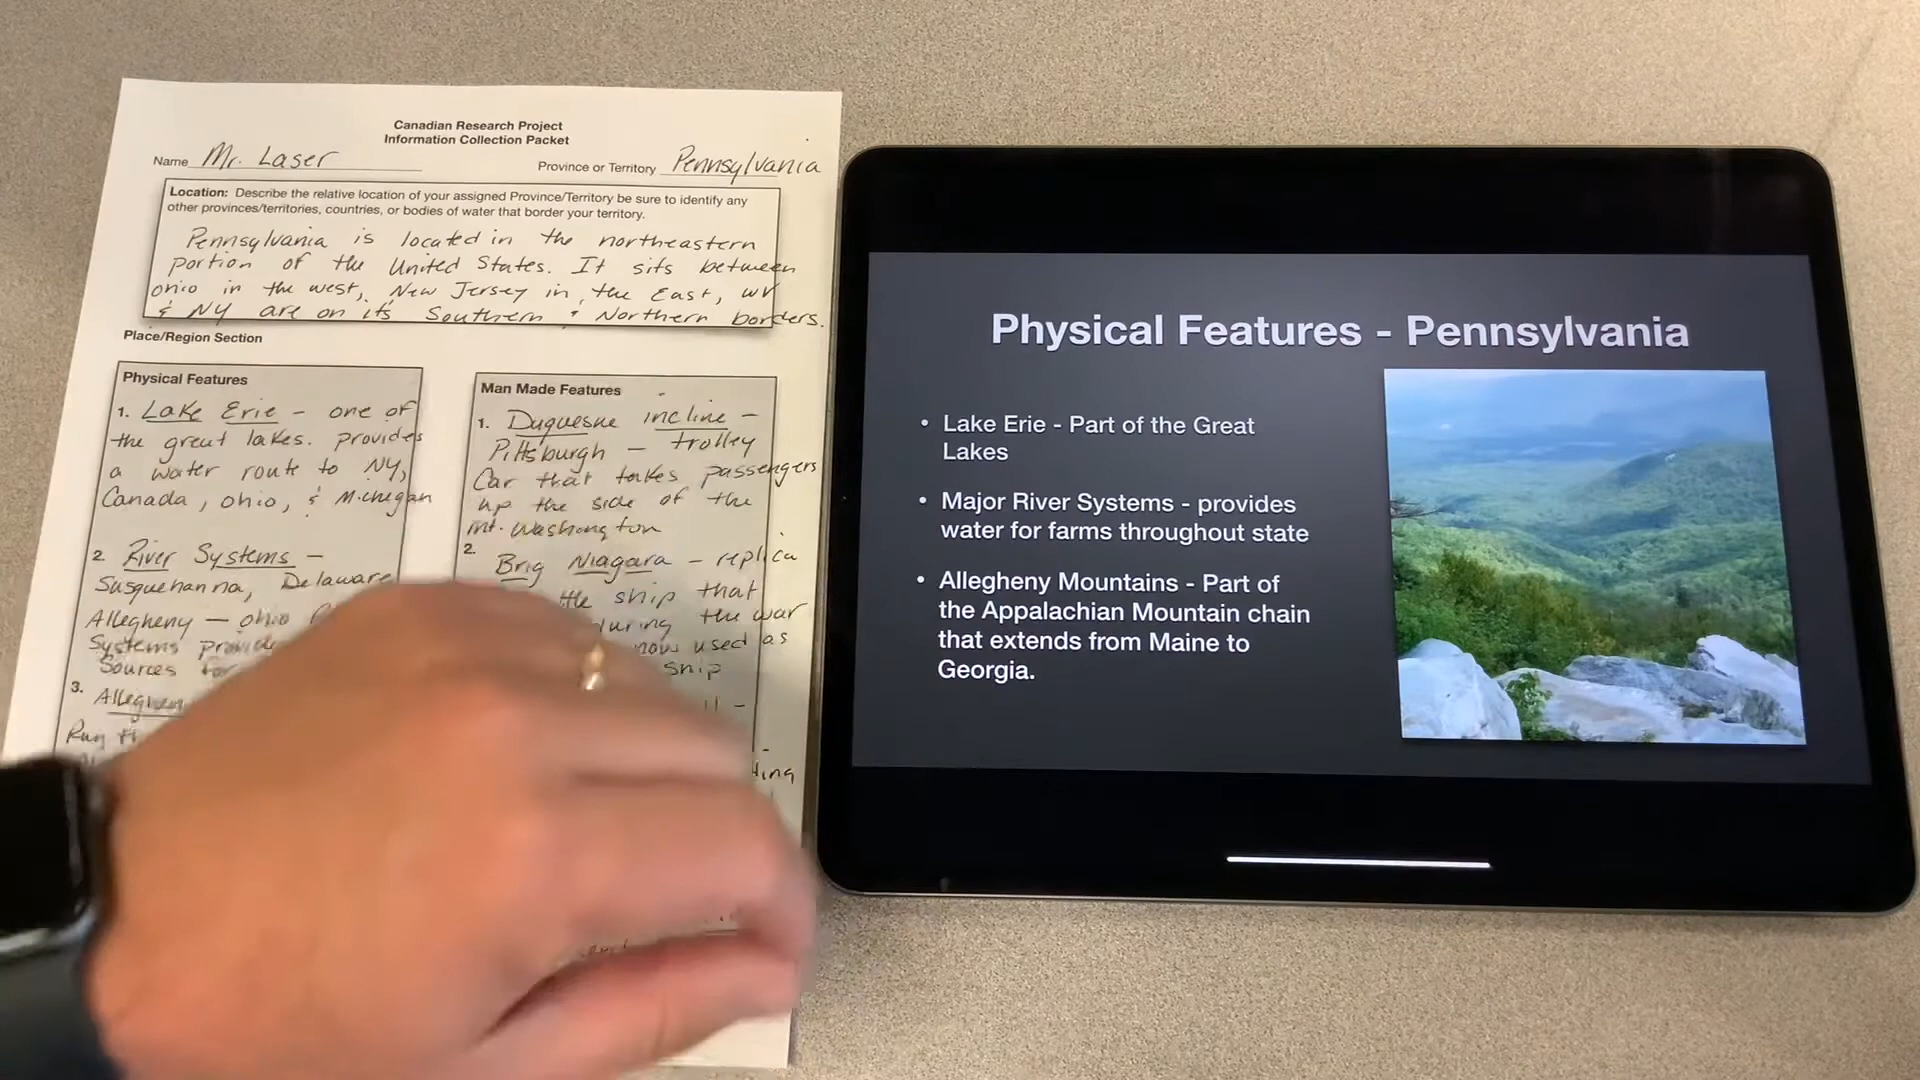 Canadian Research Project
Information Collection Packet
Name Mr. Laser
Province or Territory Pennsylvania
Location: Describe the relative location of your assigned Province/Territory be sure to identify any
other provinces/territories, countries, or bodies of water that border your territory.
Pennsylvania is located in the northeastern
portion of the United States. It sits between
ohio in the west, New Jersey in the East, WV
& NY are on its Southern & Northern borders.
Place/Region Section
Physical Features
1. Lake Erie - one of
the great lakes. provides
a water route to NY,
Canada, ohio, & Michigan
2. River Systems -
Susquehanna, Delaware
Allegheny - ohio
Systems provide
Sources for
3.
Run
Man Made Features
1. Duquesne incline -
Pittsburgh - trolley
Car that takes passengers
up the side of the
Mt. Washington
2. Brig Niagara - replica
ship that
during the war
now used as
ship
Physical Features - Pennsylvania
• Lake Erie - Part of the Great
Lakes
• Major River Systems - provides
water for farms throughout state
• Allegheny Mountains - Part of
the Appalachian Mountain chain
that extends from Maine to
Georgia.